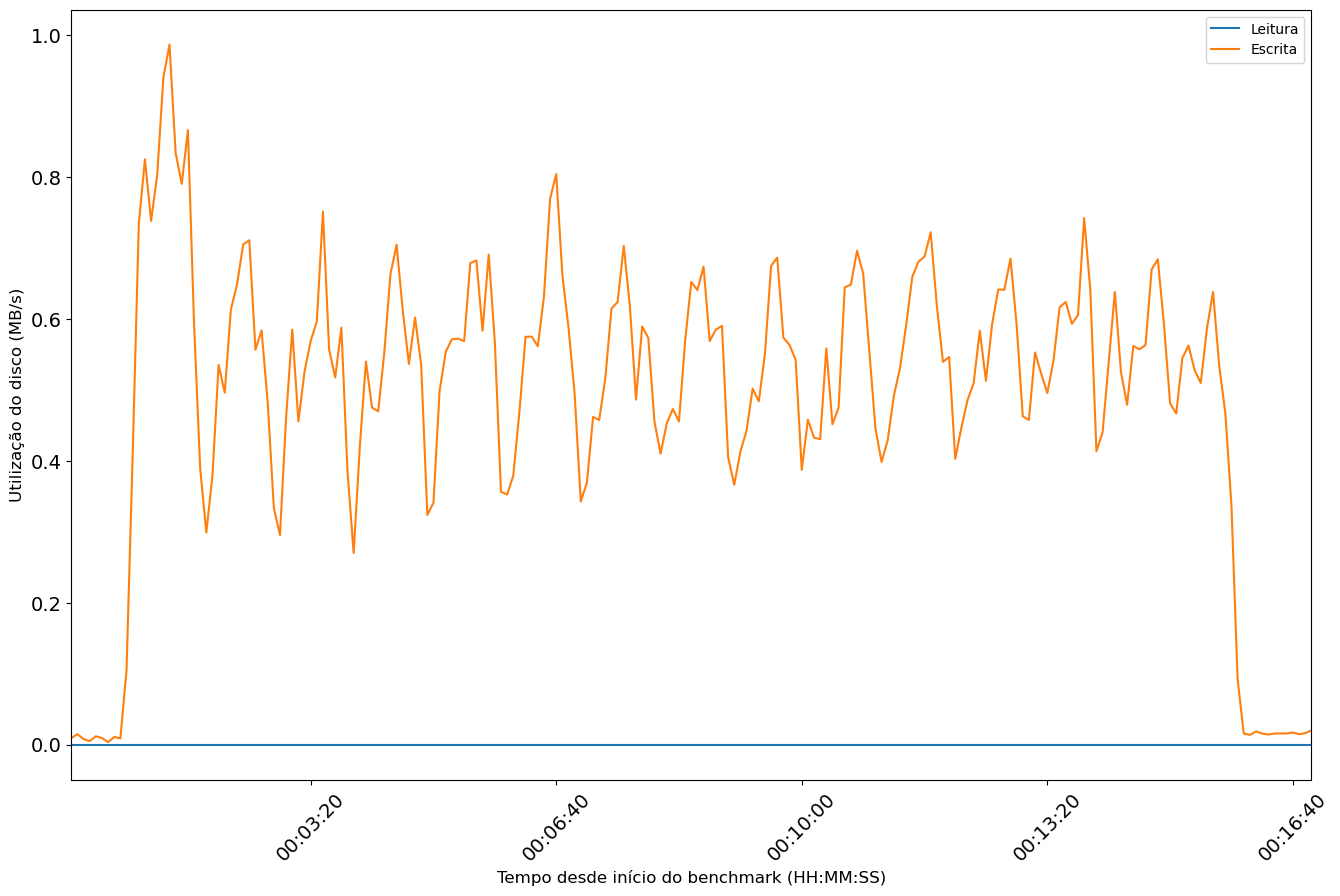 Leitura
Escrita
Utilização do disco (MB/s)
1.0
0.8
0.6
0.4
0.2
0.0
00:03:20
00:06:40
00:10:00
00:13:20
00:16:40
Tempo desde início do benchmark (HH:MM:SS)